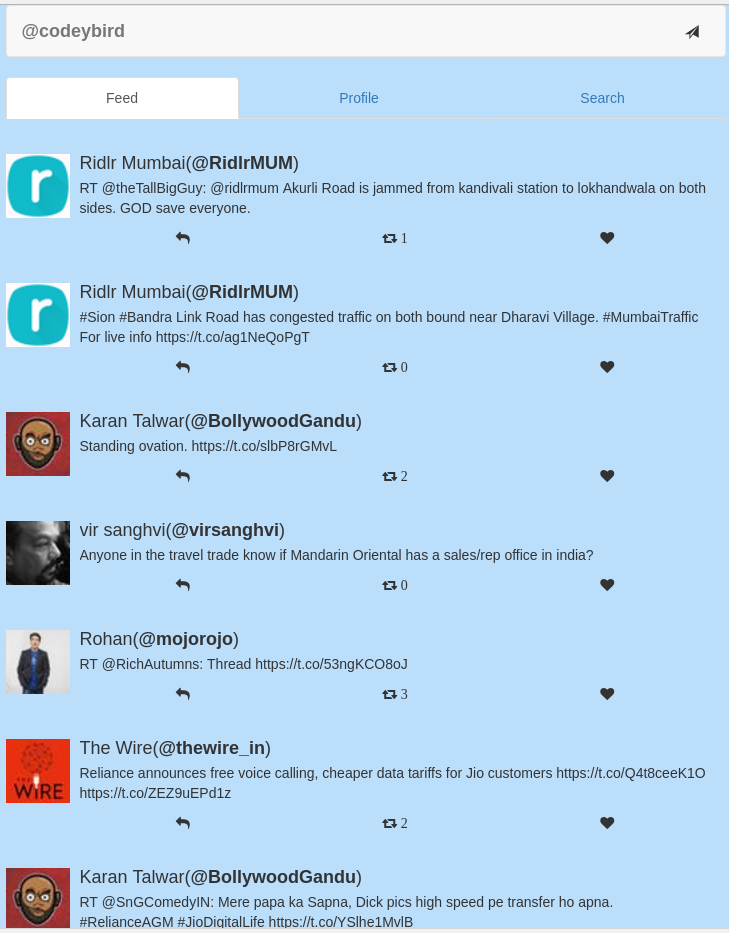 @codeybird
Feed Profile Search
Ridlr Mumbai(@RidlrMUM)
RT @theTallBigGuy: @ridlrmum Akurli Road is jammed from kandivali station to lokhandwala on both
sides. GOD save everyone.
1
Ridlr Mumbai(@RidlrMUM)
#Sion #Bandra Link Road has congested traffic on both bound near Dharavi Village. #MumbaiTraffic
For live info https://t.co/ag1NeQoPgT
0
Karan Talwar(@BollywoodGandu)
Standing ovation. https://t.co/slbP8rGMvL
2
vir sanghvi(@virsanghvi)
Anyone in the travel trade know if Mandarin Oriental has a sales/rep office in india?
0
Rohan(@mojorojo)
RT @RichAutumns: Thread https://t.co/53ngKCO8oJ
3
THE
WiRE
The Wire(@thewire_in)
Reliance announces free voice calling, cheaper data tariffs for Jio customers https://t.co/Q4t8ceeK1O
https://t.co/ZEZ9uEPd1z
2
Karan Talwar(@BollywoodGandu)
RT @SnGComedyIN: Mere papa ka Sapna, Dick pics high speed pe transfer ho apna.
#RelianceAGM #JioDigitalLife https://t.co/YSlhe1MvlB